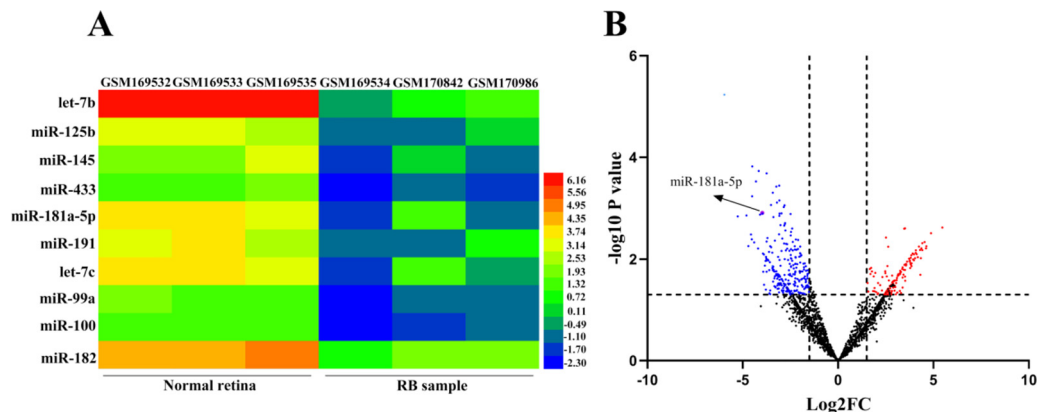 A
GSM169532 GSM169533 GSM169535 GSM169534 GSM170842 GSM170986
let-7b
miR-125b
miR-145
miR-433
miR-181a-5p
miR-191
let-7c
miR-99a
miR-100
miR-182
Normal retina RB sample
6.16
5.56
4.95
4.35
3.74
3.14
2.53
1.93
1.32
0.72
0.11
-0.49
-1.10
-1.70
-2.30
B
-log10 P value
6
4
2
0
miR-181a-5p
-10 -5 0 5 10
Log2FC